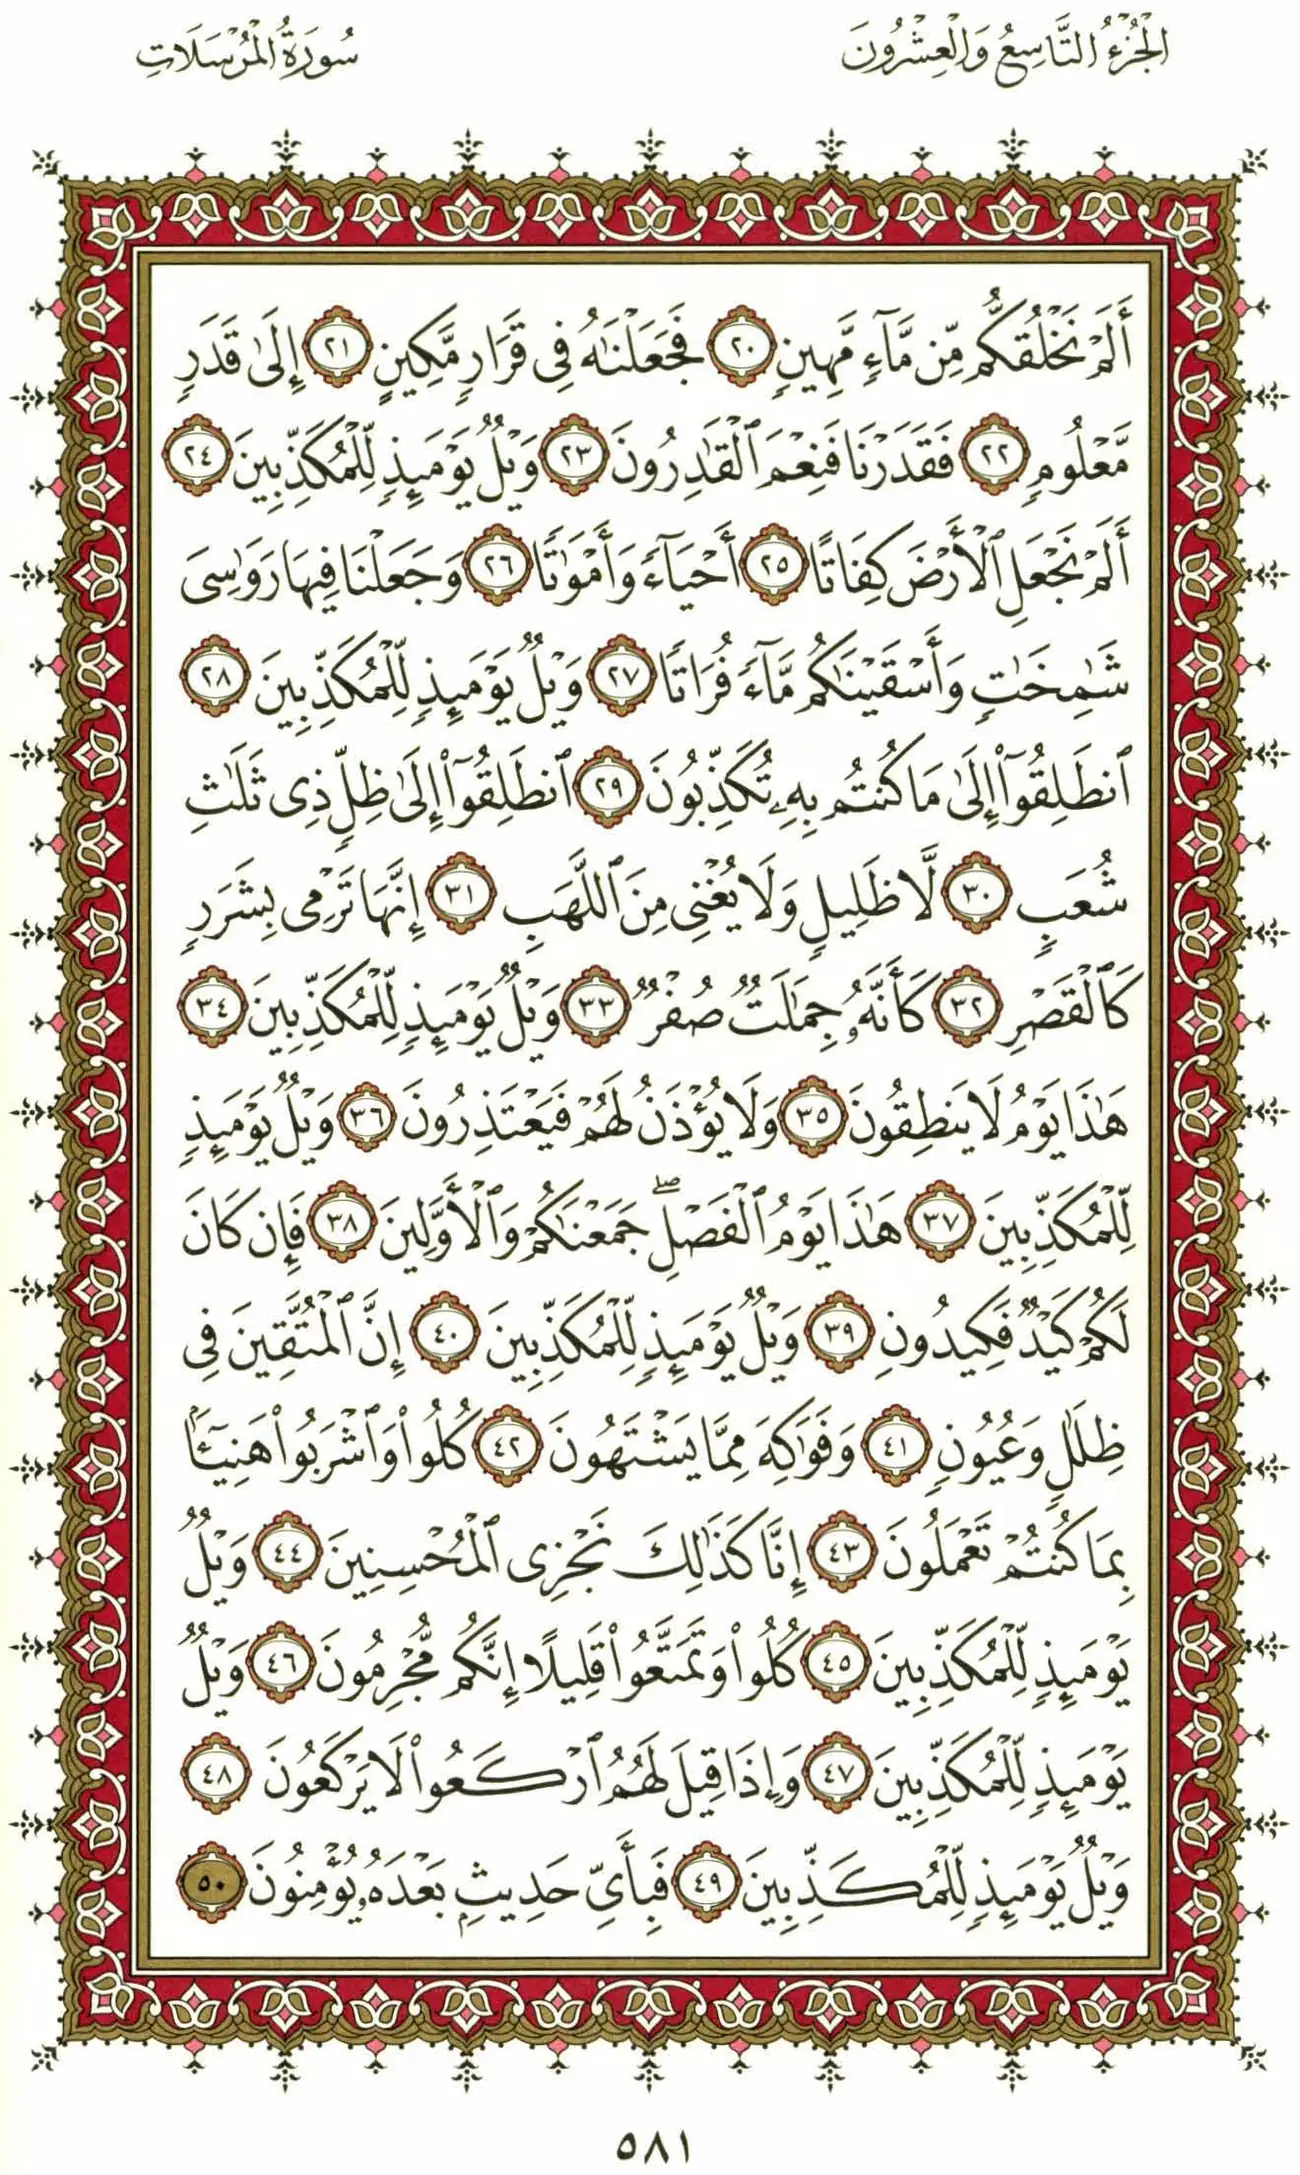 الجُزْءُ التَّاسِعُ وَالْعِشْرُونَ
سُورَةُ الْمُرْسَلَاتِ
أَلَمْ نَخْلُقكُّم مِّن مَّآءٍ مَّهِينٍ ٢٠ فَجَعَلْنَٰهُ فِى قَرَارٍ مَّكِينٍ ٢١ إِلَىٰ قَدَرٍ
مَّعْلُومٍ ٢٢ فَقَدَرْنَا فَنِعْمَ ٱلْقَٰدِرُونَ ٢٣ وَيْلٌ يَوْمَئِذٍ لِّلْمُكَذِّبِينَ ٢٤
أَلَمْ نَجْعَلِ ٱلْأَرْضَ كِفَاتًا ٢٥ أَحْيَآءً وَأَمْوَٰتًا ٢٦ وَجَعَلْنَا فِيهَا رَوَٰسِىَ
شَٰمِخَٰتٍ وَأَسْقَيْنَٰكُم مَّآءً فُرَاتًا ٢٧ وَيْلٌ يَوْمَئِذٍ لِّلْمُكَذِّبِينَ ٢٨
ٱنطَلِقُوٓا۟ إِلَىٰ مَا كُنتُم بِهِۦ تُكَذِّبُونَ ٢٩ ٱنطَلِقُوٓا۟ إِلَىٰ ظِلٍّ ذِى ثَلَٰثِ
شُعَبٍ ٣٠ لَّا ظَلِيلٍ وَلَا يُغْنِى مِنَ ٱللَّهَبِ ٣١ إِنَّهَا تَرْمِى بِشَرَرٍ
كَٱلْقَصْرِ ٣٢ كَأَنَّهُۥ جِمَٰلَتٌ صُفْرٌ ٣٣ وَيْلٌ يَوْمَئِذٍ لِّلْمُكَذِّبِينَ ٣٤
هَٰذَا يَوْمُ لَا يَنطِقُونَ ٣٥ وَلَا يُؤْذَنُ لَهُمْ فَيَعْتَذِرُونَ ٣٦ وَيْلٌ يَوْمَئِذٍ
لِّلْمُكَذِّبِينَ ٣٧ هَٰذَا يَوْمُ ٱلْفَصْلِ ۖ جَمَعْنَٰكُمْ وَٱلْأَوَّلِينَ ٣٨ فَإِن كَانَ
لَكُمْ كَيْدٌ فَكِيدُونِ ٣٩ وَيْلٌ يَوْمَئِذٍ لِّلْمُكَذِّبِينَ ٤٠ إِنَّ ٱلْمُتَّقِينَ فِى
ظِلَٰلٍ وَعُيُونٍ ٤١ وَفَوَٰكِهَ مِمَّا يَشْتَهُونَ ٤٢ كُلُوا۟ وَٱشْرَبُوا۟ هَنِيٓـًٔۢا
بِمَا كُنتُمْ تَعْمَلُونَ ٤٣ إِنَّا كَذَٰلِكَ نَجْزِى ٱلْمُحْسِنِينَ ٤٤ وَيْلٌ
يَوْمَئِذٍ لِّلْمُكَذِّبِينَ ٤٥ كُلُوا۟ وَتَمَتَّعُوا۟ قَلِيلًا إِنَّكُم مُّجْرِمُونَ ٤٦ وَيْلٌ
يَوْمَئِذٍ لِّلْمُكَذِّبِينَ ٤٧ وَإِذَا قِيلَ لَهُمُ ٱرْكَعُوا۟ لَا يَرْكَعُونَ ٤٨
وَيْلٌ يَوْمَئِذٍ لِّلْمُكَذِّبِينَ ٤٩ فَبِأَىِّ حَدِيثٍۭ بَعْدَهُۥ يُؤْمِنُونَ ٥٠
٥٨١